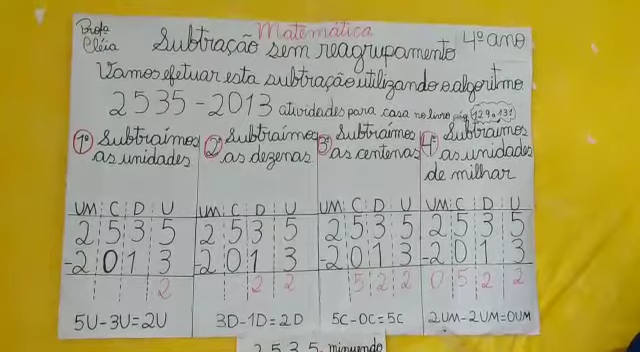 Profa Cléia
Matemática
4º ano
Subtração sem reagrupamento
Vamos efetuar esta subtração utilizando o algoritmo
2535-2013 atividades para casa no livro pág 129 a 131
1º Subtraímos as unidades
UM C D U
2 5 3 5
-2 0 1 3
2
5U-3U=2U
2º Subtraímos as dezenas
UM C D U
2 5 3 5
-2 0 1 3
2 2
3D-1D=2D
3º Subtraímos as centenas
UM C D U
2 5 3 5
-2 0 1 3
5 2 2
5C-0C=5C
4º Subtraímos as unidades de milhar
UM C D U
2 5 3 5
-2 0 1 3
0 5 2 2
2UM-2UM=0UM
2535-minuendo